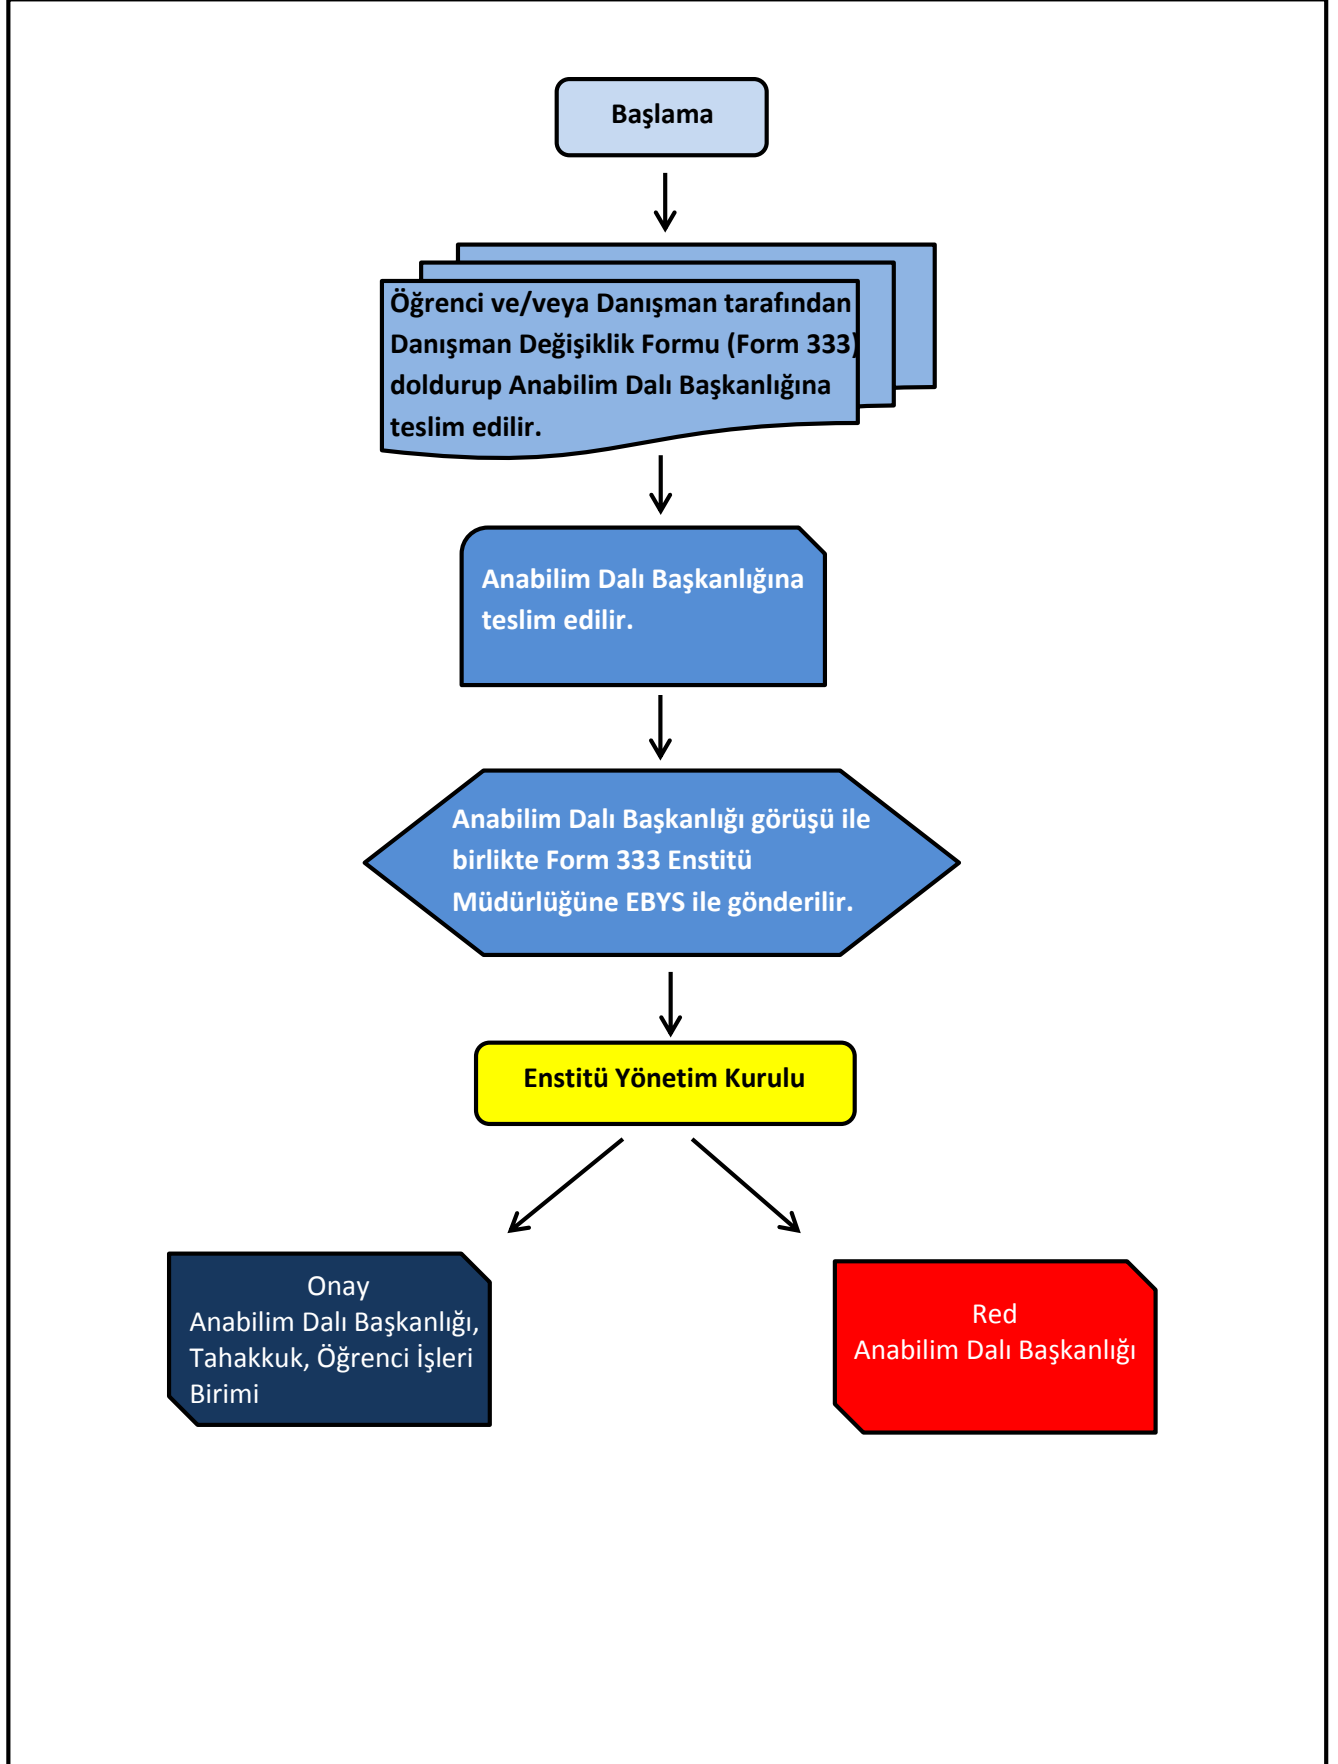 Başlama
Öğrenci ve/veya Danışman tarafından
Danışman Değişiklik Formu (Form 333)
doldurup Anabilim Dalı Başkanlığına
teslim edilir.
Anabilim Dalı Başkanlığına
teslim edilir.
Anabilim Dalı Başkanlığı görüşü ile
birlikte Form 333 Enstitü
Müdürlüğüne EBYS ile gönderilir.
Enstitü Yönetim Kurulu
Onay
Anabilim Dalı Başkanlığı,
Tahakkuk, Öğrenci İşleri
Birimi
Red
Anabilim Dalı Başkanlığı